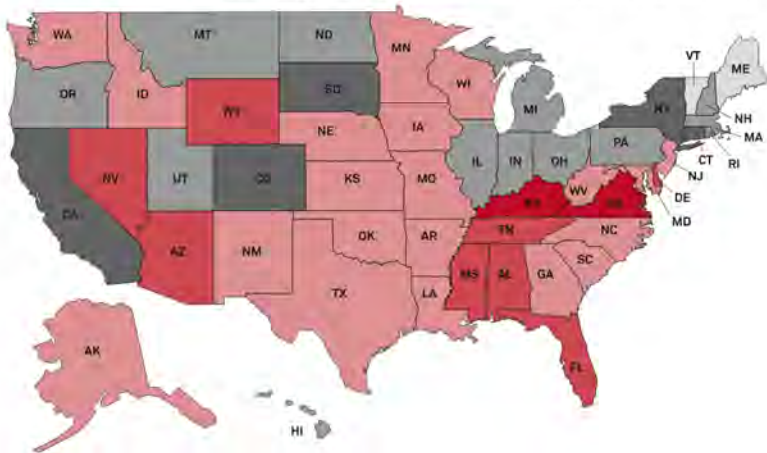 WA
MT
ND
MN
VT
ME
OR
ID
WY
SD
WI
MI
NY
NH
MA
NE
IA
PA
CT
RI
NV
UT
CO
IL
IN
OH
NJ
CA
KS
MO
WV
DE
KY
VA
MD
AZ
NM
OK
AR
TN
NC
SC
MS
AL
GA
TX
LA
AK
FL
HI